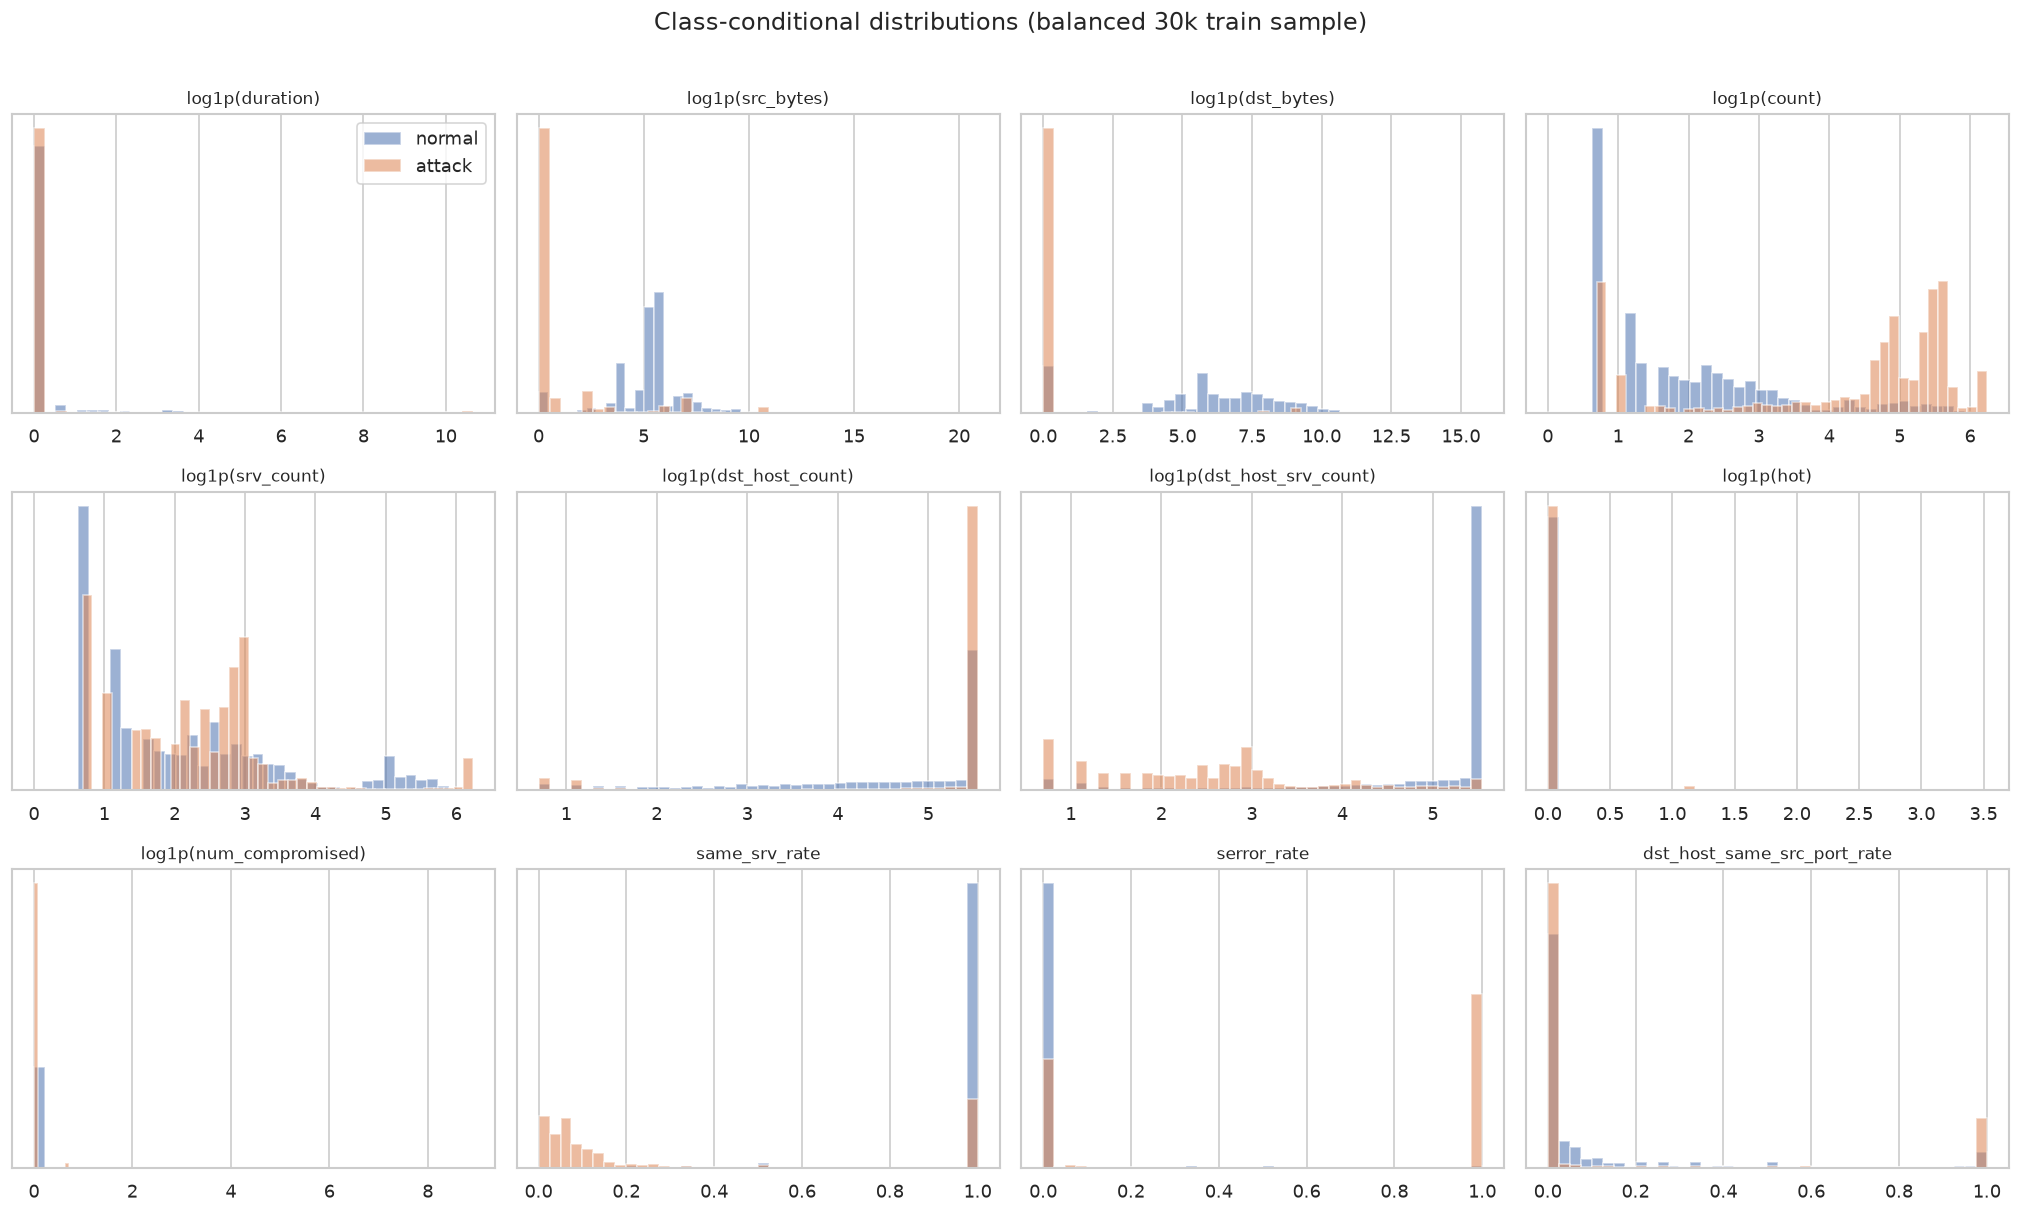 Class-conditional distributions (balanced 30k train sample)
log1p(duration)
normal
attack
0 2 4 6 8 10
log1p(src_bytes)
0 5 10 15 20
log1p(dst_bytes)
0.0 2.5 5.0 7.5 10.0 12.5 15.0
log1p(count)
0 1 2 3 4 5 6
log1p(srv_count)
0 1 2 3 4 5 6
log1p(dst_host_count)
1 2 3 4 5
log1p(dst_host_srv_count)
1 2 3 4 5
log1p(hot)
0.0 0.5 1.0 1.5 2.0 2.5 3.0 3.5
log1p(num_compromised)
0 2 4 6 8
same_srv_rate
0.0 0.2 0.4 0.6 0.8 1.0
serror_rate
0.0 0.2 0.4 0.6 0.8 1.0
dst_host_same_src_port_rate
0.0 0.2 0.4 0.6 0.8 1.0